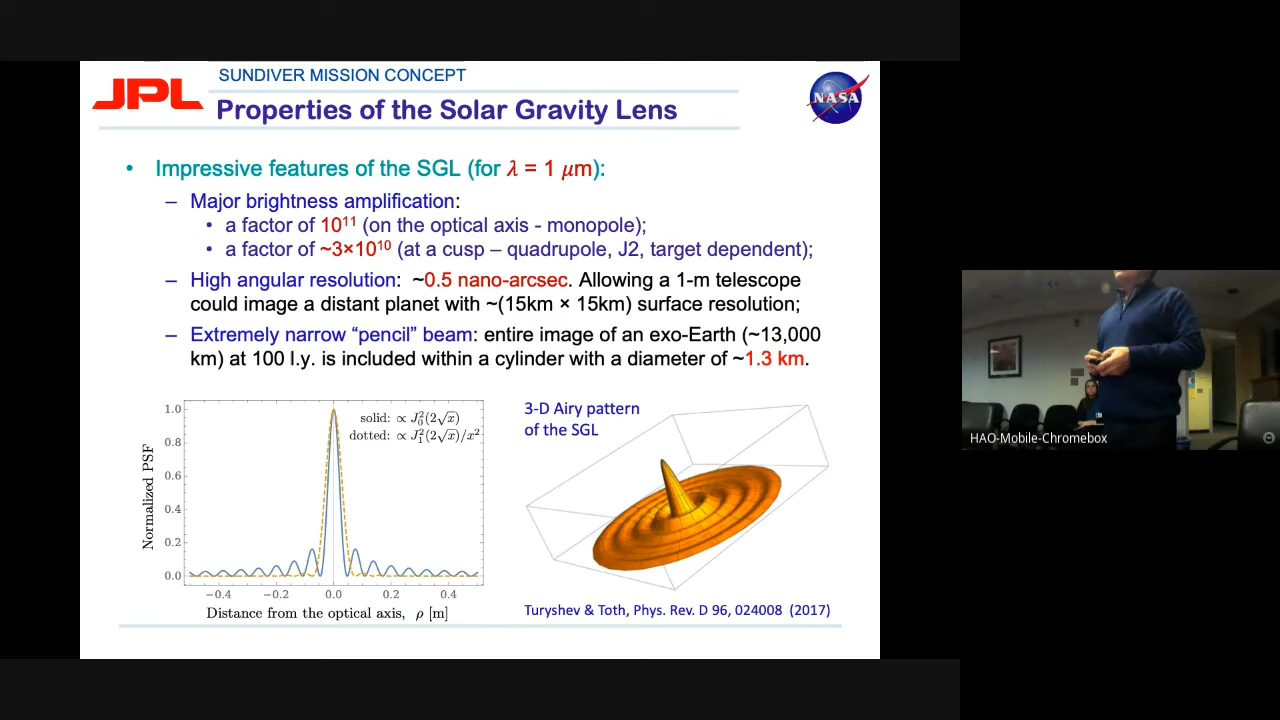 JPL
SUNDIVER MISSION CONCEPT
Properties of the Solar Gravity Lens
NASA
• Impressive features of the SGL (for λ = 1 μm):
– Major brightness amplification:
• a factor of 10¹¹ (on the optical axis - monopole);
• a factor of ~3×10¹⁰ (at a cusp – quadrupole, J2, target dependent);
– High angular resolution: ~0.5 nano-arcsec. Allowing a 1-m telescope
could image a distant planet with ~(15km × 15km) surface resolution;
– Extremely narrow “pencil” beam: entire image of an exo-Earth (~13,000
km) at 100 l.y. is included within a cylinder with a diameter of ~1.3 km.
solid: ∝ J₀²(2√x)
dotted: ∝ J₁²(2√x)/x²
1.0
0.8
0.6
0.4
0.2
0.0
Normalized PSF
−0.4 −0.2 0.0 0.2 0.4
Distance from the optical axis, ρ [m]
3-D Airy pattern
of the SGL
Turyshev & Toth, Phys. Rev. D 96, 024008 (2017)
HAO-Mobile-Chromebox